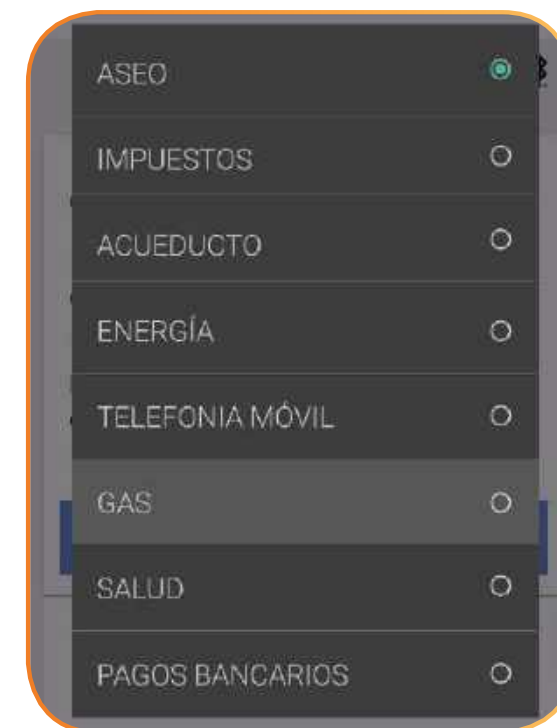 ASEO
IMPUESTOS
ACUEDUCTO
ENERGÍA
TELEFONIA MÓVIL
GAS
SALUD
PAGOS BANCARIOS